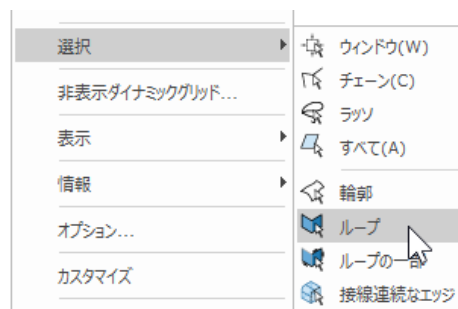 選択
非表示ダイナミックグリッド...
表示
情報
オプション...
カスタマイズ
ウィンドウ(W)
チェーン(C)
ラッソ
すべて(A)
輪郭
ループ
ループの一部
接線連続なエッジ